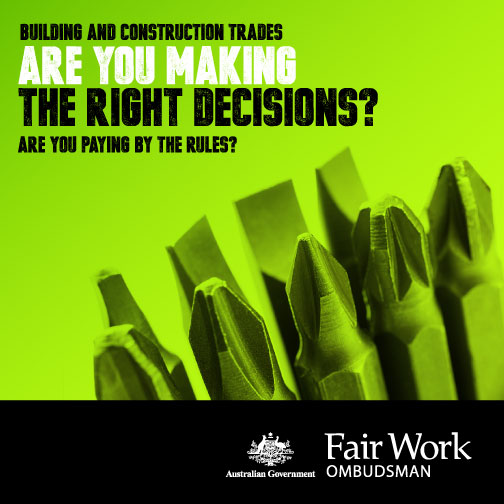 BUILDING AND CONSTRUCTION TRADES
ARE YOU MAKING
THE RIGHT DECISIONS?
ARE YOU PAYING BY THE RULES?
Australian Government
Fair Work
OMBUDSMAN